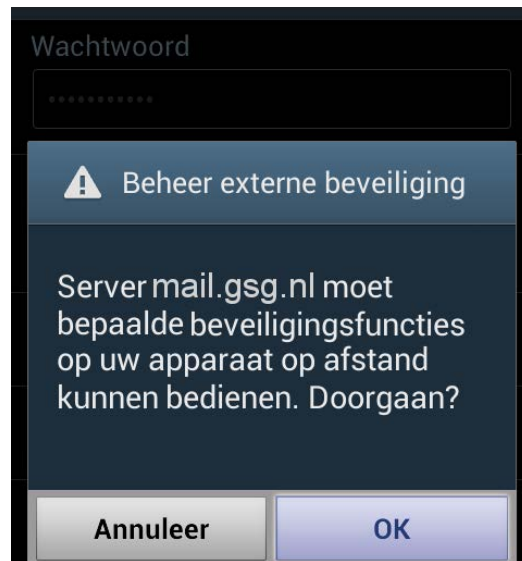 Wachtwoord
...........
Beheer externe beveiliging
Server mail.gsg.nl moet
bepaalde beveiligingsfuncties
op uw apparaat op afstand
kunnen bedienen. Doorgaan?
Annuleer
OK